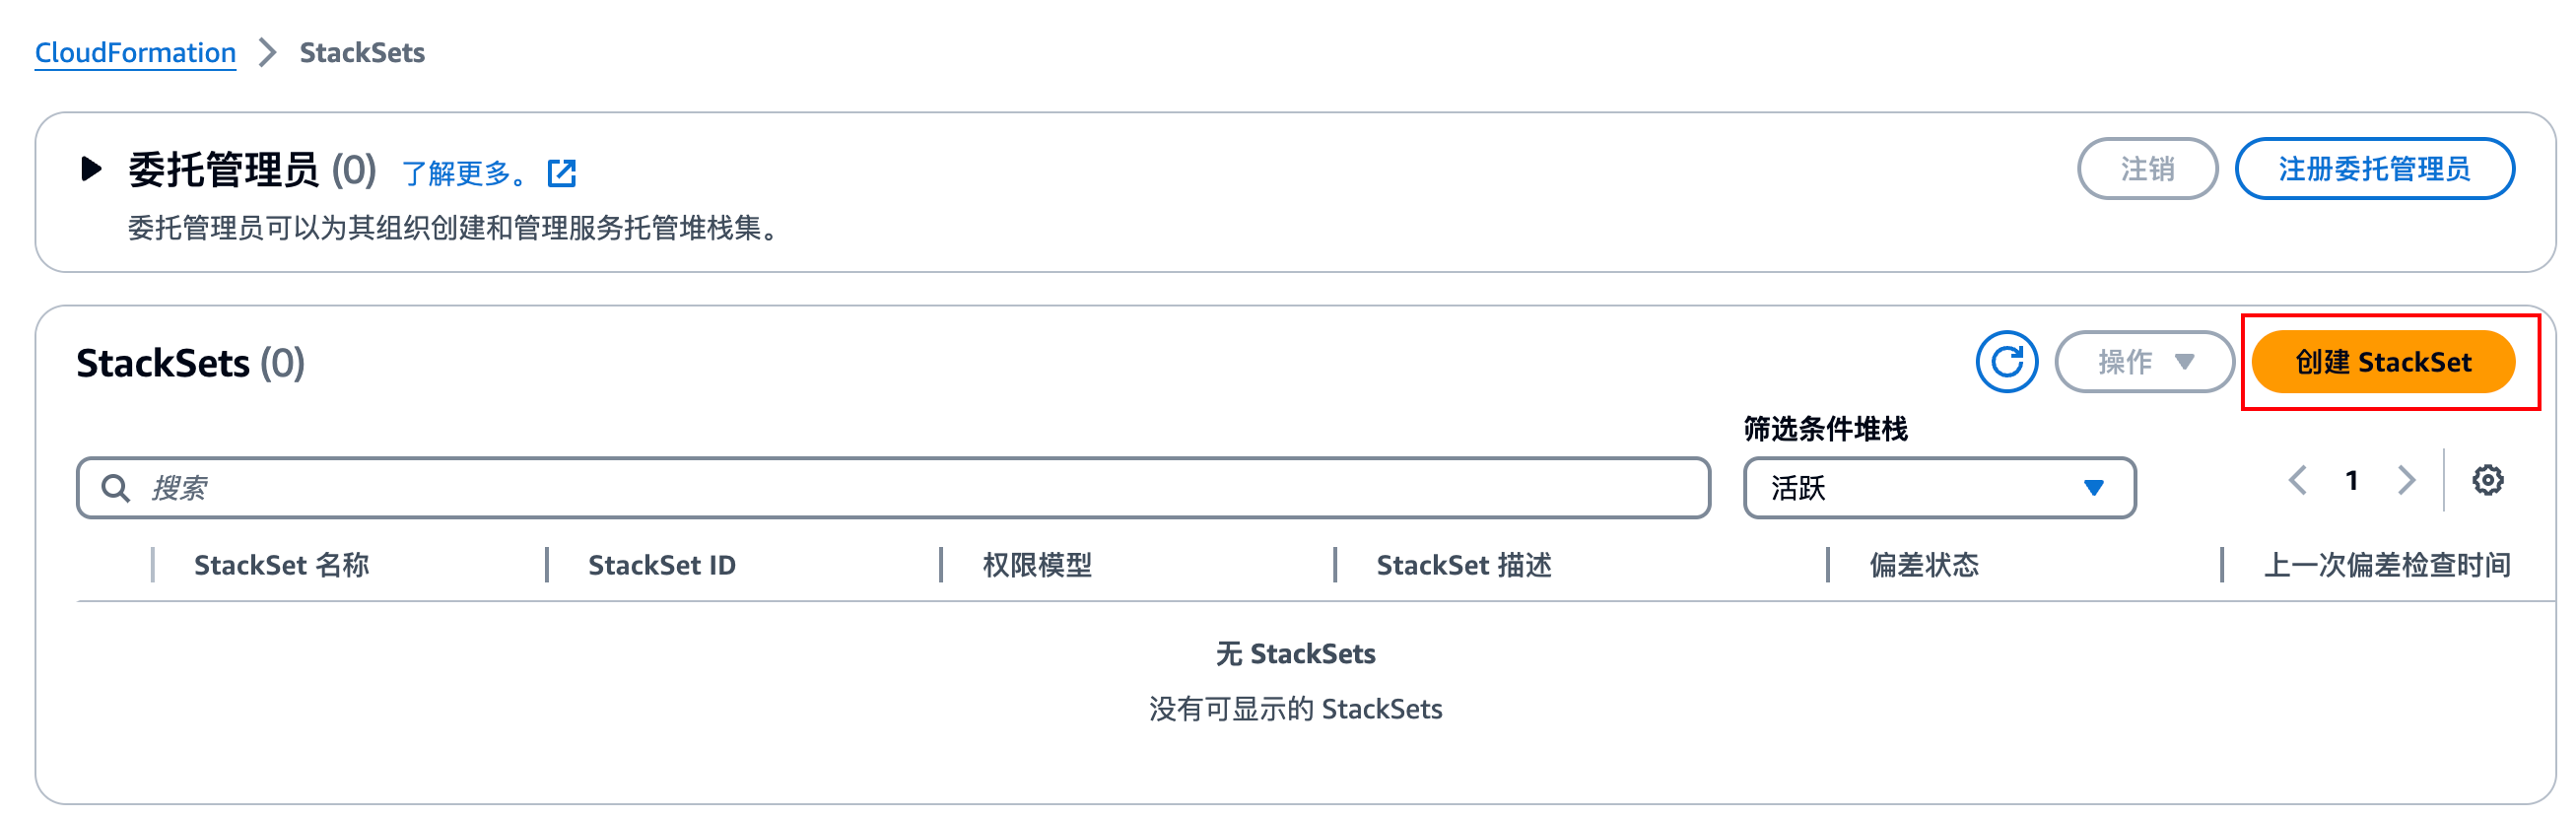 CloudFormation > StackSets
委托管理员 (0) 了解更多。
注销
注册委托管理员
委托管理员可以为其组织创建和管理服务托管堆栈集。
StackSets (0)
操作
创建 StackSet
筛选条件堆栈
搜索
活跃
1
StackSet 名称
StackSet ID
权限模型
StackSet 描述
偏差状态
上一次偏差检查时间
无 StackSets
没有可显示的 StackSets